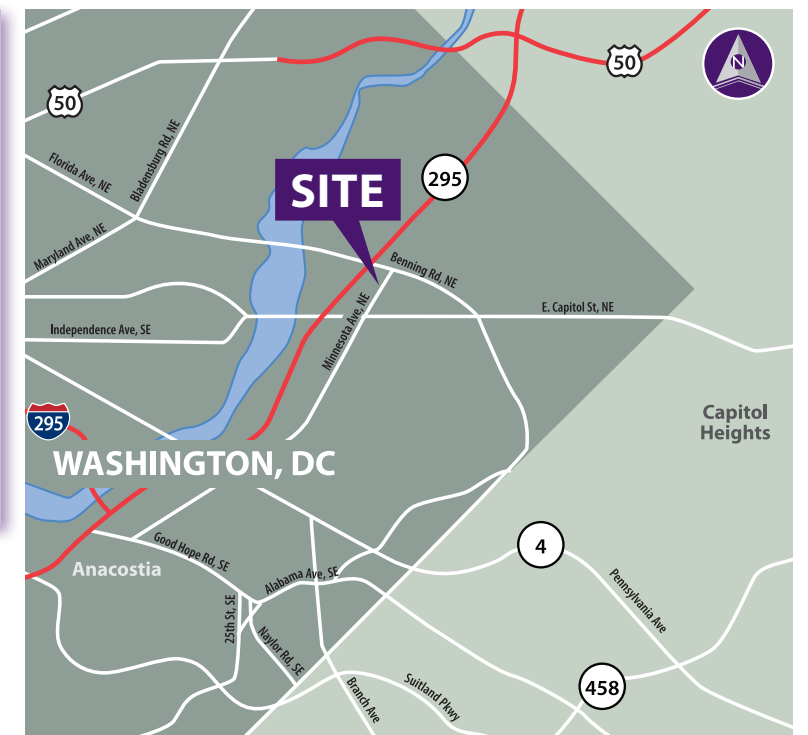 50
50
N
Florida Ave, NE
Bladensburg Rd, NE
SITE
295
Maryland Ave, NE
Benning Rd, NE
Minnesota Ave, NE
E. Capitol St, NE
Independence Ave, SE
295
Capitol
Heights
WASHINGTON, DC
Good Hope Rd, SE
4
Anacostia
Alabama Ave, SE
Pennsylvania Ave
25th St, SE
Naylor Rd, SE
Branch Ave
Suitland Pkwy
458